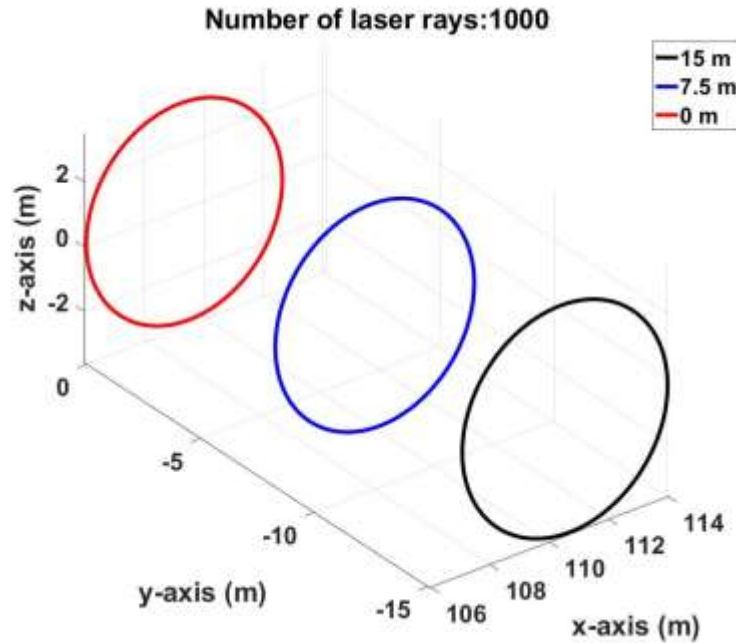 Number of laser rays:1000
15 m
7.5 m
0 m
z-axis (m)
2
0
-2
0
-5
-10
-15
y-axis (m)
106
108
110
112
114
x-axis (m)